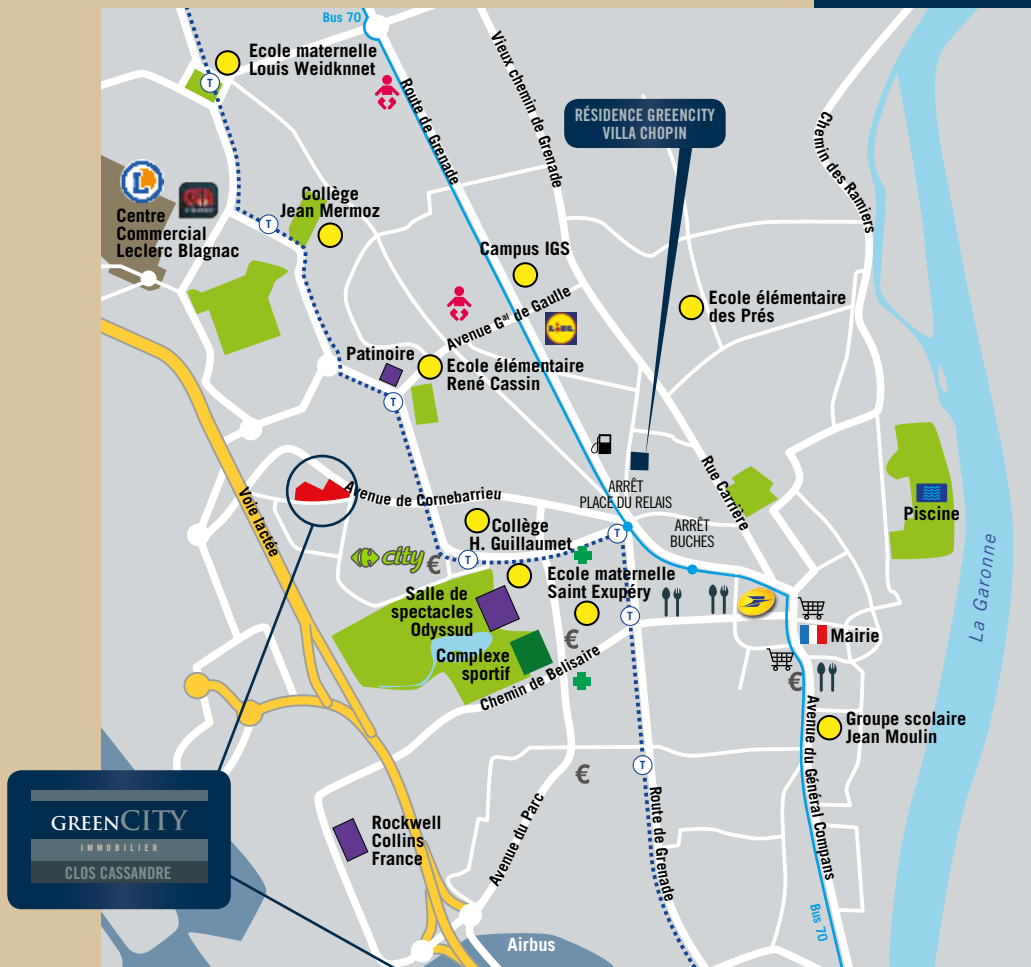 Bus 70
Ecole maternelle
Louis Weidknnet
T
Route de Grenade
Vieux chemin de Grenade
RÉSIDENCE GREENCITY
VILLA CHOPIN
Chemin des Ramiers
L
Centre
Commercial
Leclerc Blagnac
Collège
Jean Mermoz
T
Campus IGS
Avenue Gal de Gaulle
LIDL
Ecole élémentaire
des Prés
Patinoire
Ecole élémentaire
René Cassin
T
Voie lactée
Avenue de Cornebarrieu
ARRÊT
PLACE DU RELAIS
Rue Carrière
ARRÊT
BUCHES
Piscine
La Garonne
Collège
H. Guillaumet
T
T
city
€
Ecole maternelle
Saint Exupéry
Salle de
spectacles
Odyssud
T
€
Mairie
Complexe
sportif
Chemin de Belisaire
€
Avenue du Général Compans
Groupe scolaire
Jean Moulin
T
€
GREENCITY
IMMOBILIER
CLOS CASSANDRE
Rockwell
Collins
France
Avenue du Parc
Route de Grenade
Bus 70
Airbus